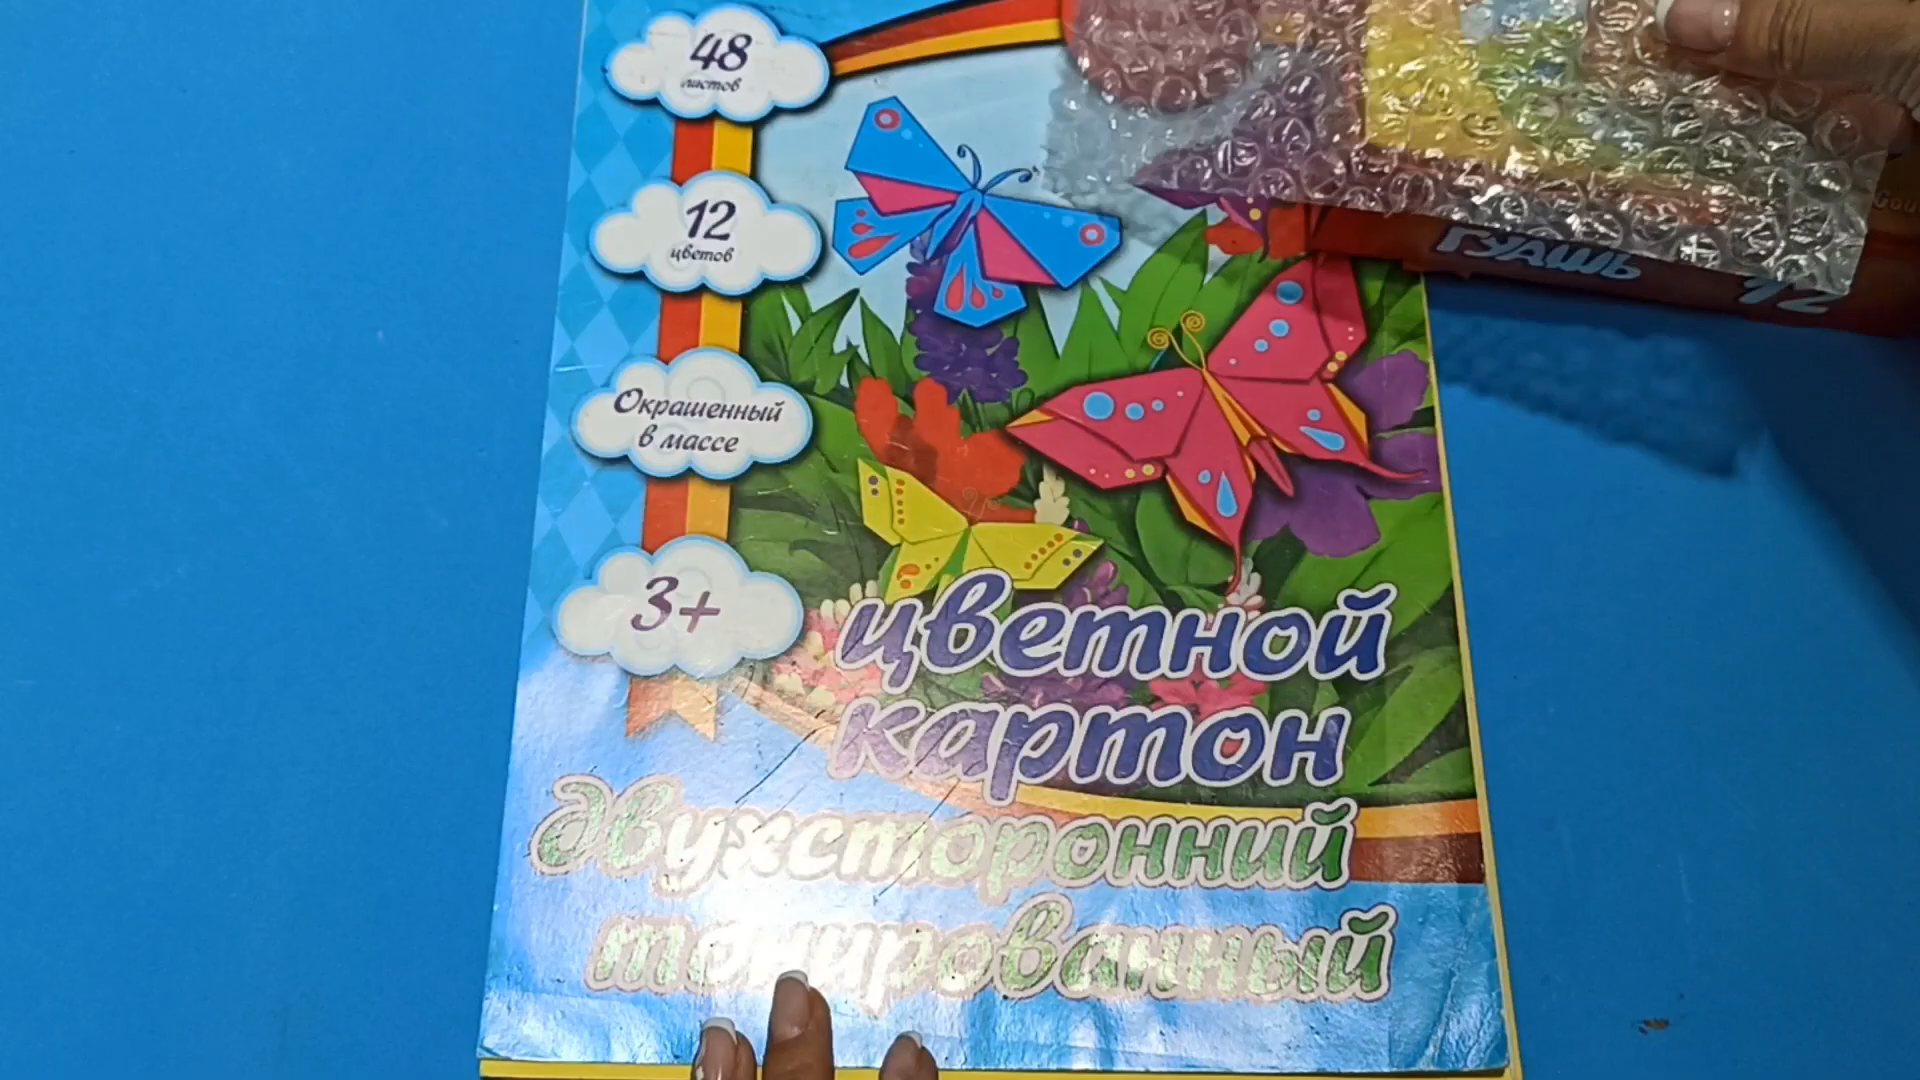 48
листов
12
цветов
Окрашенный
в массе
3+
цветной
картон
двухсторонний
тонированный
ГУАШЬ
12